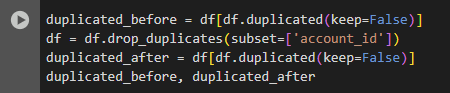 duplicated_before = df[df.duplicated(keep=False)]
df = df.drop_duplicates(subset=['account_id'])
duplicated_after = df[df.duplicated(keep=False)]
duplicated_before, duplicated_after